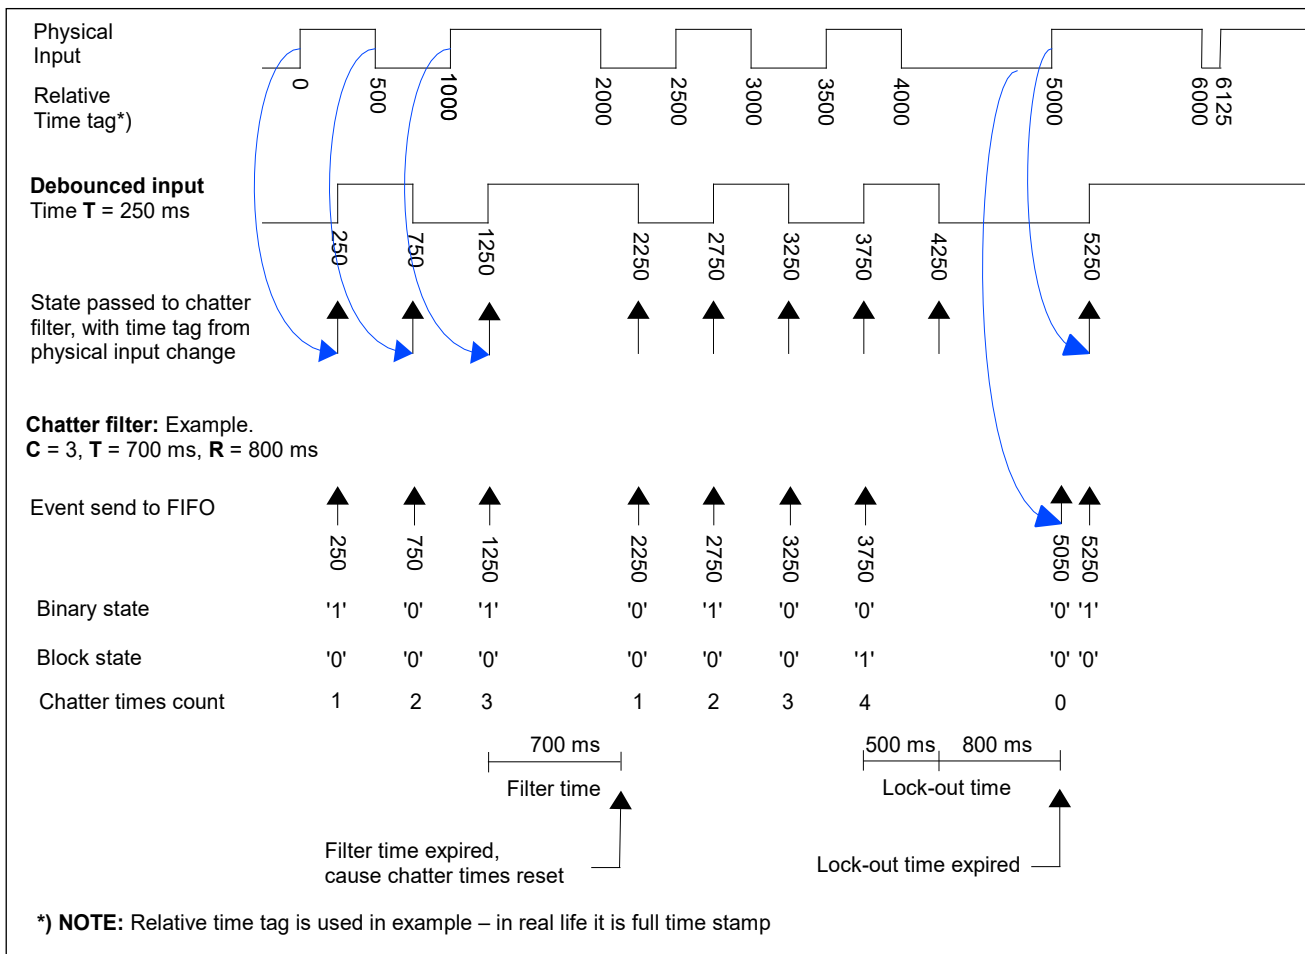 Physical
Input
Relative
Time tag*)
0 500 1000 2000 2500 3000 3500 4000 5000 6000 6125
Debounced input
Time T = 250 ms
250 750 1250 2250 2750 3250 3750 4250 5250
State passed to chatter
filter, with time tag from
physical input change
Chatter filter: Example.
C = 3, T = 700 ms, R = 800 ms
Event send to FIFO
250 750 1250 2250 2750 3250 3750 5050 5250
Binary state '1' '0' '1' '0' '1' '0' '0' '0' '1'
Block state '0' '0' '0' '0' '0' '0' '1' '0' '0'
Chatter times count 1 2 3 1 2 3 4 0
700 ms 500 ms 800 ms
Filter time Lock-out time
Filter time expired,
cause chatter times reset
Lock-out time expired
*) NOTE: Relative time tag is used in example – in real life it is full time stamp